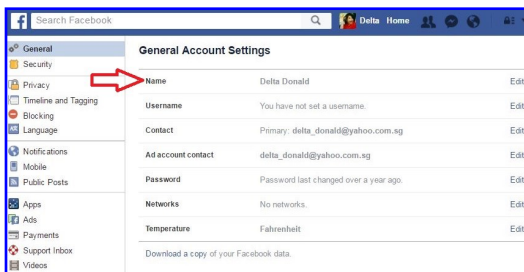 f Search Facebook Delta Home
General
Security
Privacy
Timeline and Tagging
Blocking
Language
Notifications
Mobile
Public Posts
Apps
Ads
Payments
Support Inbox
Videos
General Account Settings
Name Delta Donald Edit
Username You have not set a username. Edit
Contact Primary: delta_donald@yahoo.com.sg Edit
Ad account contact delta_donald@yahoo.com.sg Edit
Password Password last changed over a year ago. Edit
Networks No networks. Edit
Temperature Fahrenheit Edit
Download a copy of your Facebook data.